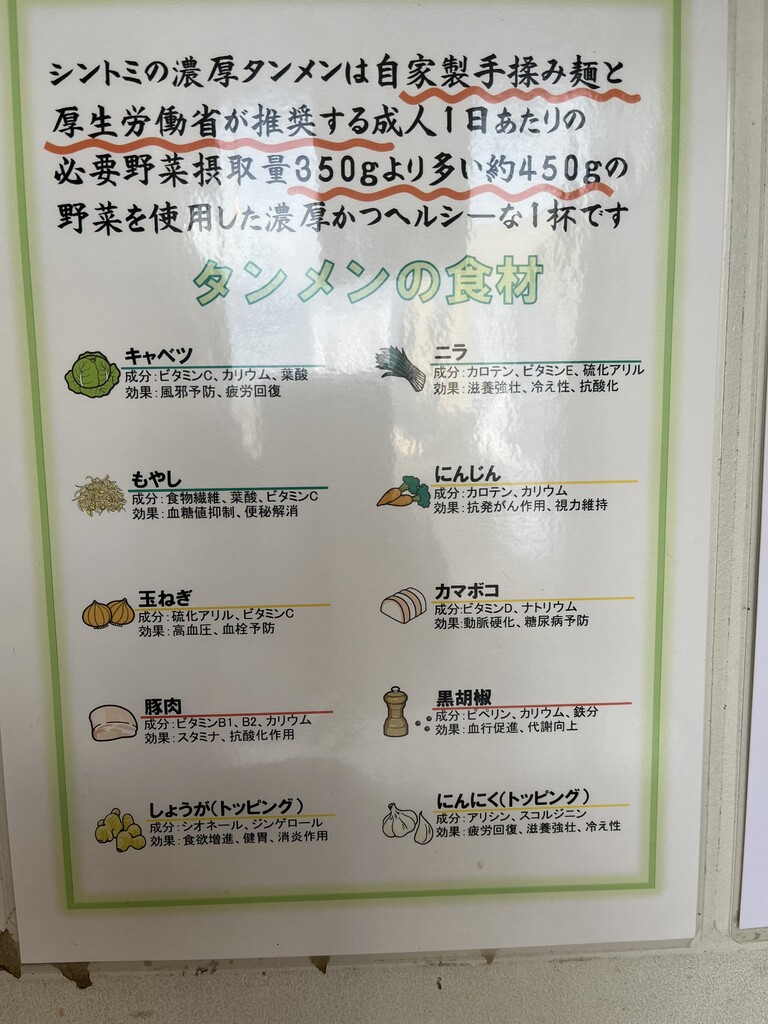 シントミの濃厚タンメンは自家製手揉み麺と
厚生労働省が推奨する成人1日あたりの
必要野菜摂取量350gより多い約450gの
野菜を使用した濃厚かつヘルシーな1杯です
タンメンの食材
キャベツ
成分：ビタミンC、カリウム、葉酸
効果：風邪予防、疲労回復
ニラ
成分：カロテン、ビタミンE、硫化アリル
効果：滋養強壮、冷え性、抗酸化
もやし
成分：食物繊維、葉酸、ビタミンC
効果：血糖値抑制、便秘解消
にんじん
成分：カロテン、カリウム
効果：抗発がん作用、視力維持
玉ねぎ
成分：硫化アリル、ビタミンC
効果：高血圧、血栓予防
カマボコ
成分：ビタミンD、ナトリウム
効果：動脈硬化、糖尿病予防
豚肉
成分：ビタミンB1、B2、カリウム
効果：スタミナ、抗酸化作用
黒胡椒
成分：ピペリン、カリウム、鉄分
効果：血行促進、代謝向上
しょうが（トッピング）
成分：シオネール、ジンゲロール
効果：食欲増進、健胃、消炎作用
にんにく（トッピング）
成分：アリシン、スコルジニン
効果：疲労回復、滋養強壮、冷え性